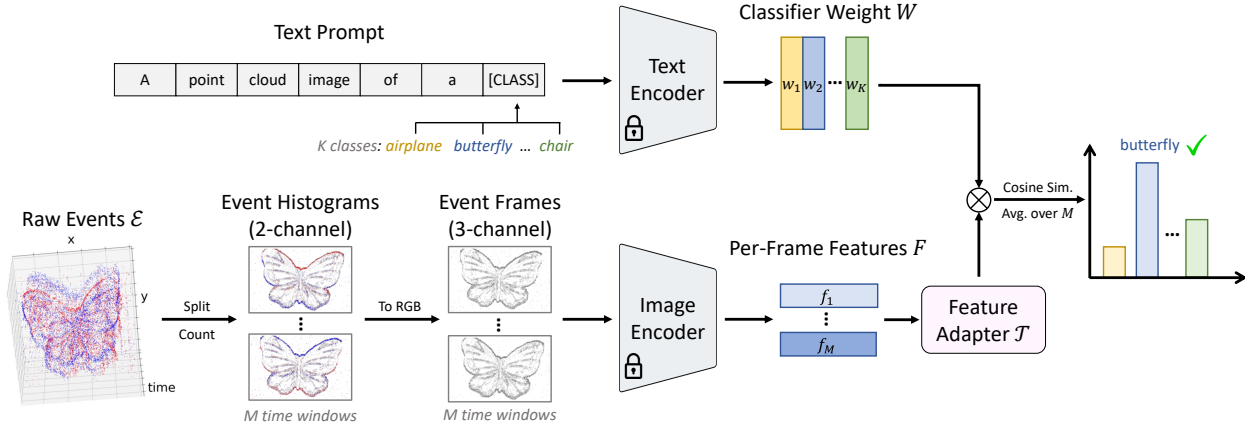 Text Prompt
A point cloud image of a [CLASS]
K classes: airplane butterfly ... chair
Text
Encoder
Classifier Weight W
w₁ w₂ ... w_K
butterfly
Cosine Sim.
Avg. over M
Raw Events ℰ
x
y
time
Split
Count
Event Histograms
(2-channel)
M time windows
To RGB
Event Frames
(3-channel)
M time windows
Image
Encoder
Per-Frame Features F
f₁
f_M
Feature
Adapter 𝒯